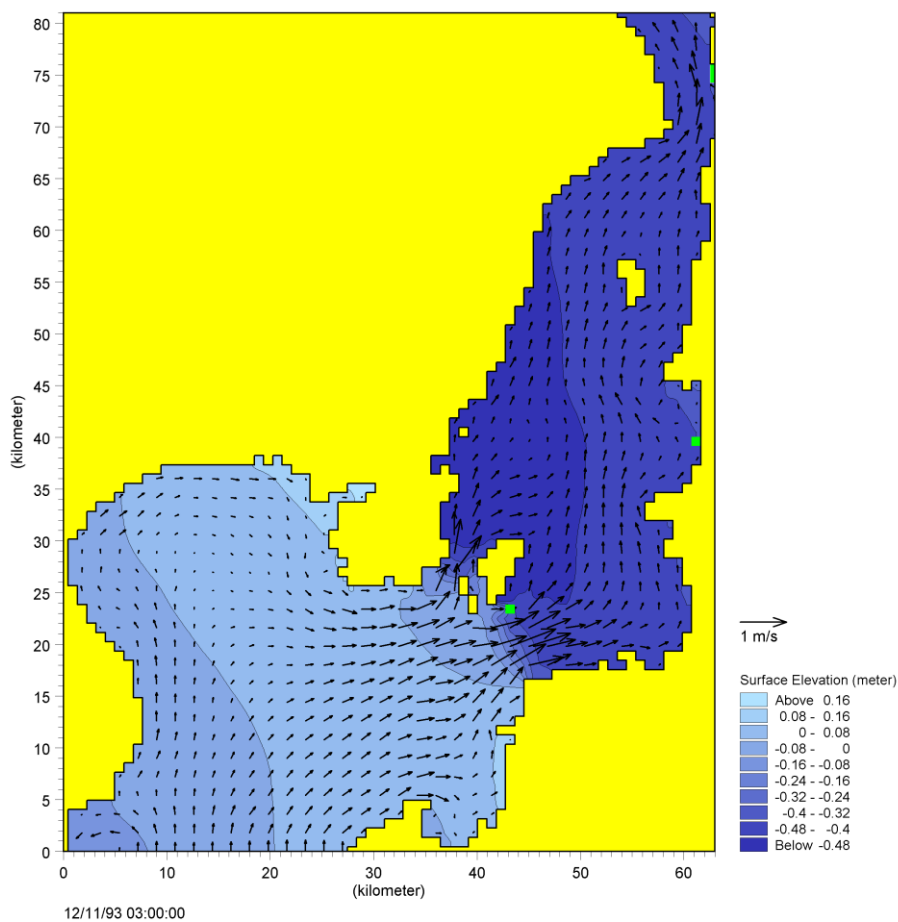 80
75
70
65
60
55
50
45
40
35
30
25
20
15
10
5
0
(kilometer)
0 10 20 30 40 50 60
(kilometer)
12/11/93 03:00:00
1 m/s
Surface Elevation (meter)
Above 0.16
0.08 - 0.16
0 - 0.08
-0.08 - 0
-0.16 - -0.08
-0.24 - -0.16
-0.32 - -0.24
-0.4 - -0.32
-0.48 - -0.4
Below -0.48